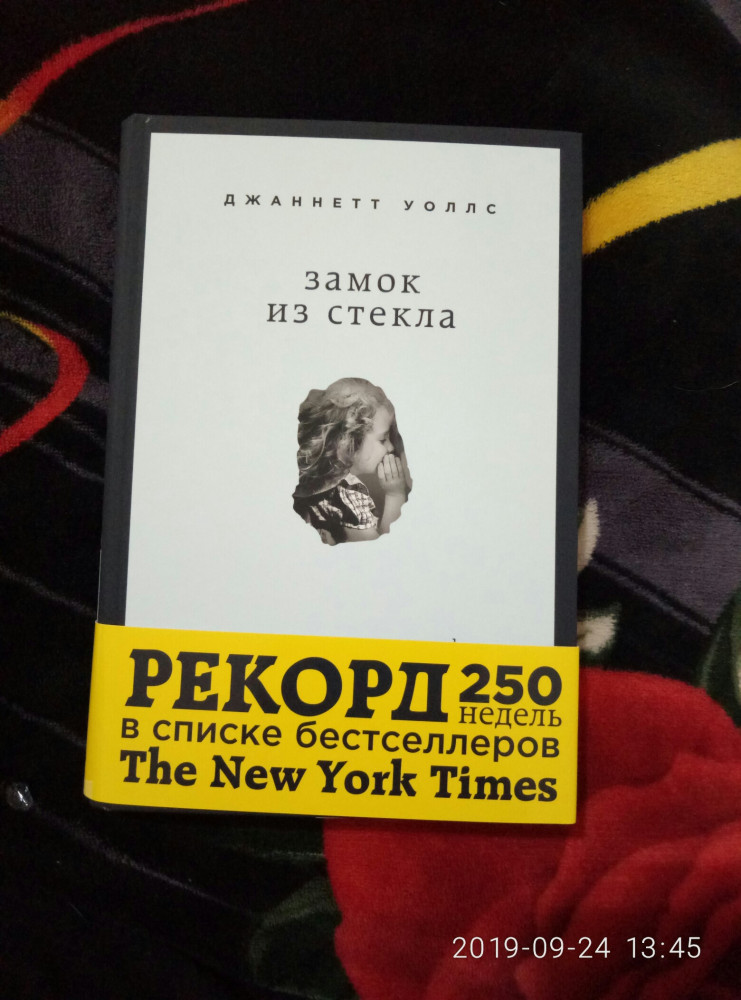 ДЖАННЕТТ УОЛЛС
замок
из стекла
РЕКОРД 250
недель
в списке бестселлеров
The New York Times
2019-09-24 13:45